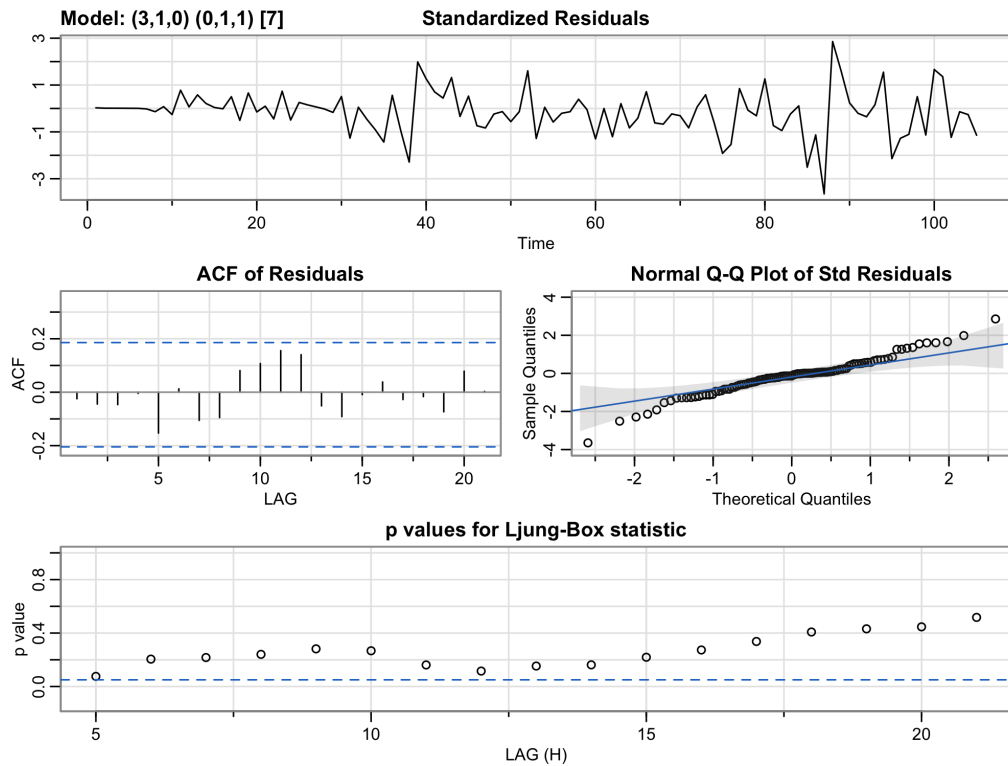 Model: (3,1,0) (0,1,1) [7]
Standardized Residuals
3
1
-1
-3
0 20 40 60 80 100
Time
ACF of Residuals
ACF
0.2
0.0
-0.2
5 10 15 20
LAG
Normal Q-Q Plot of Std Residuals
Sample Quantiles
4
2
0
-2
-4
-2 -1 0 1 2
Theoretical Quantiles
p values for Ljung-Box statistic
p value
0.8
0.4
0.0
5 10 15 20
LAG (H)